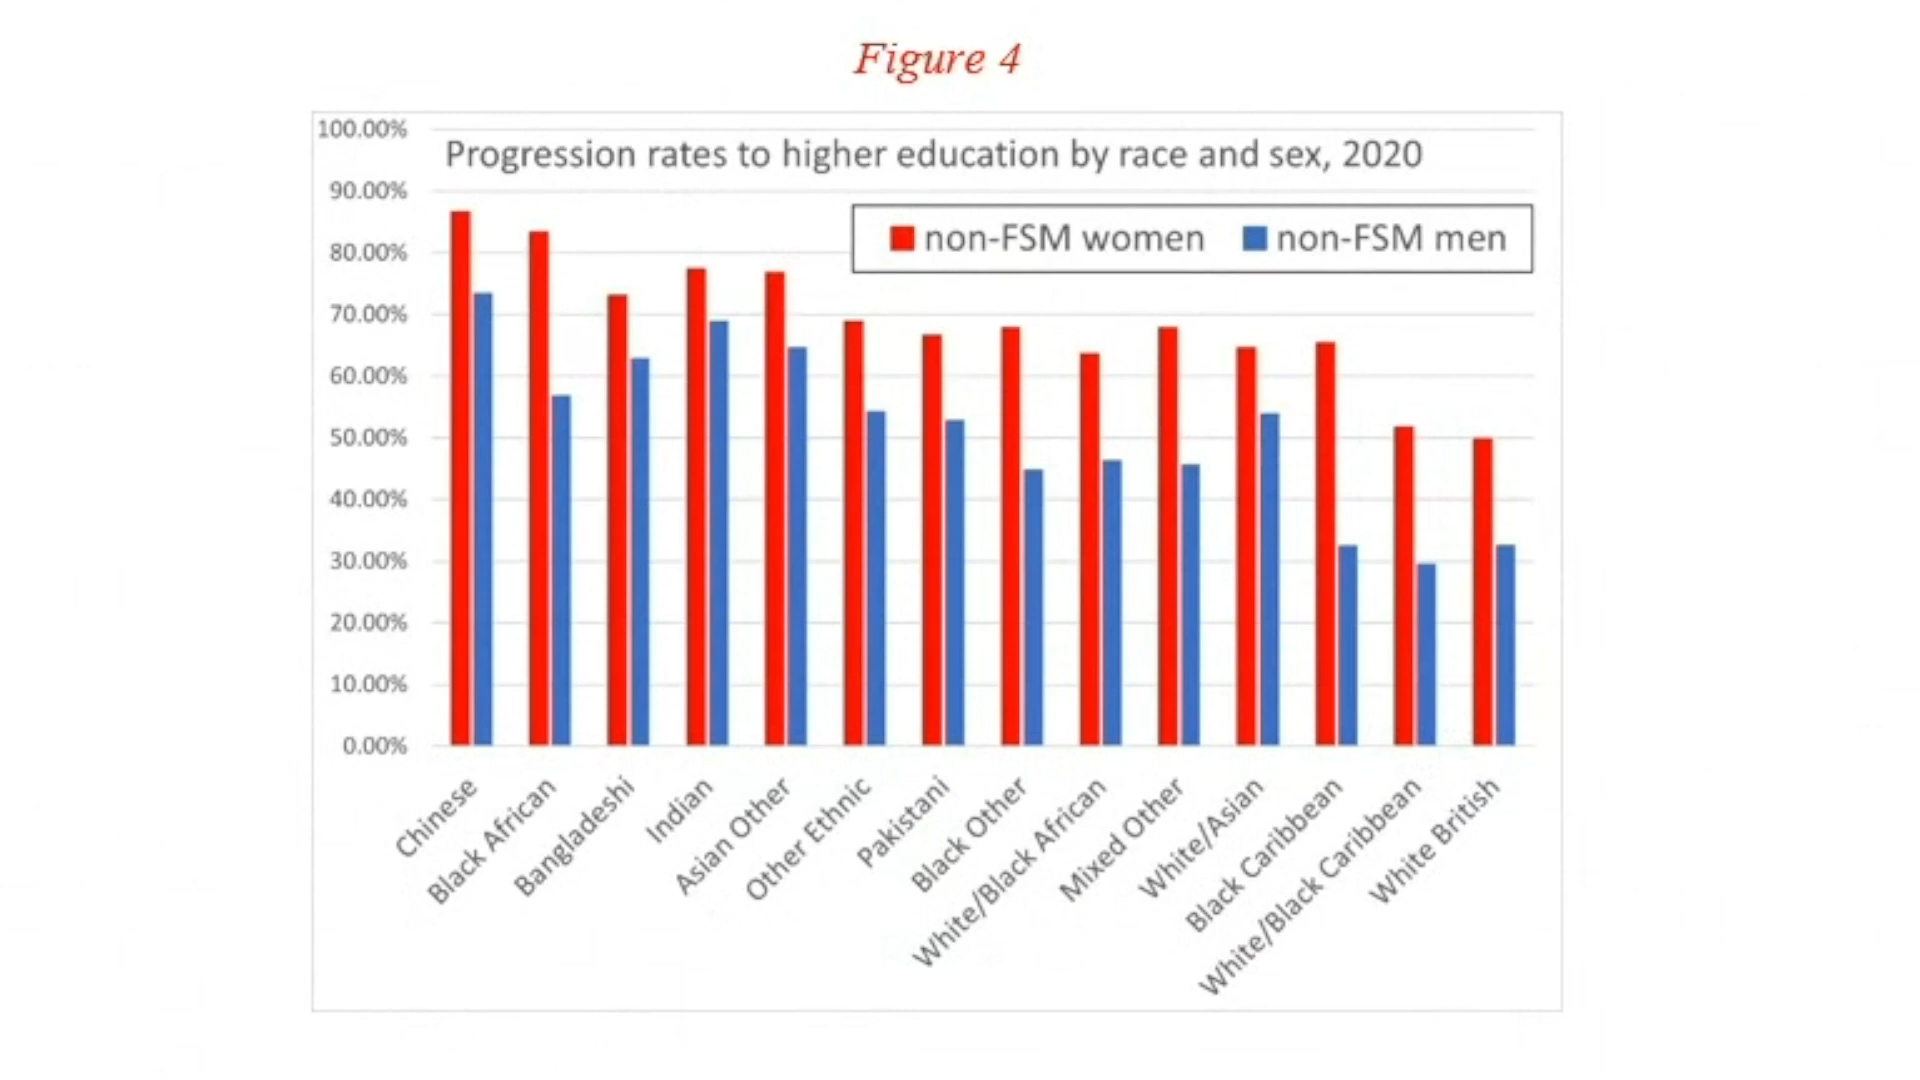 Figure 4
Progression rates to higher education by race and sex, 2020
non-FSM women
non-FSM men
100.00%
90.00%
80.00%
70.00%
60.00%
50.00%
40.00%
30.00%
20.00%
10.00%
0.00%
Chinese
Black African
Bangladeshi
Indian
Asian Other
Other Ethnic
Pakistani
Black Other
White/Black African
Mixed Other
White/Asian
Black Caribbean
White/Black Caribbean
White British